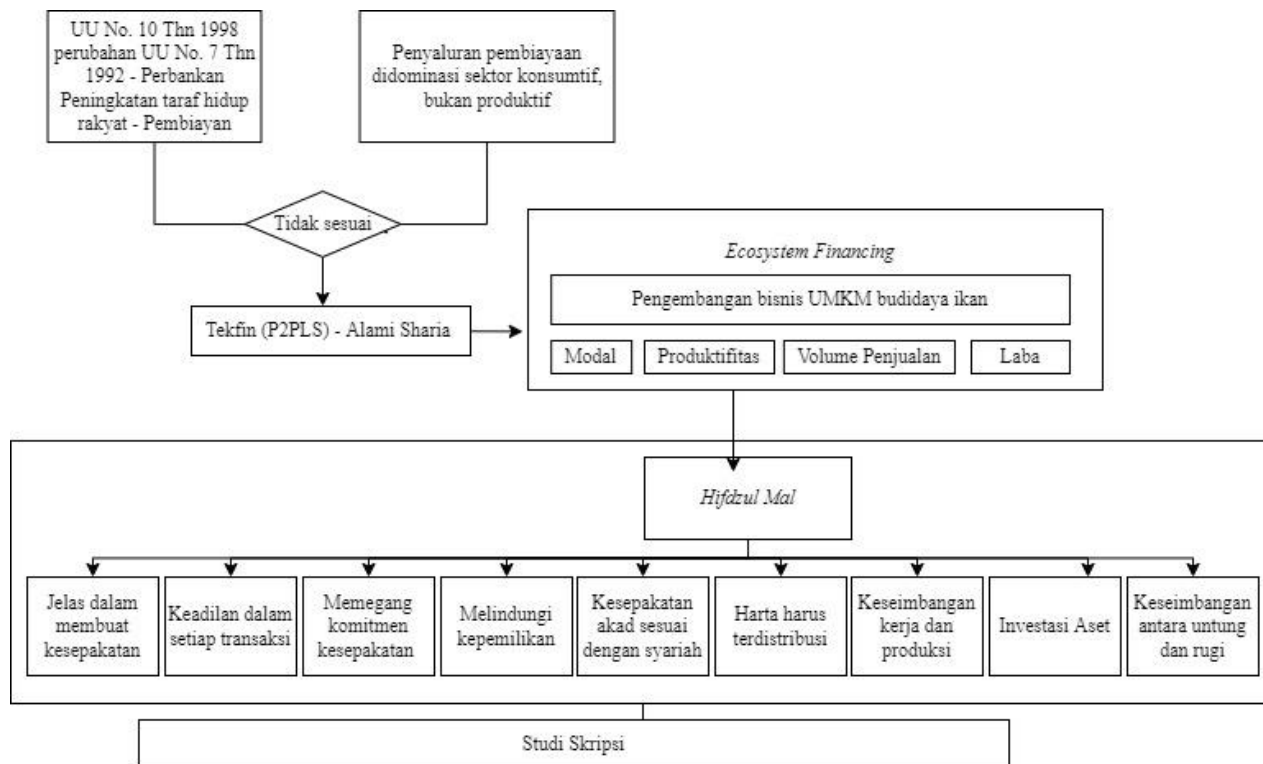 UU No. 10 Thn 1998
perubahan UU No. 7 Thn
1992 - Perbankan
Peningkatan taraf hidup
rakyat - Pembiayan
Penyaluran pembiayaan
didominasi sektor konsumtif,
bukan produktif
Tidak sesuai
Tekfin (P2PLS) - Alami Sharia
Ecosystem Financing
Pengembangan bisnis UMKM budidaya ikan
Modal
Produktifitas
Volume Penjualan
Laba
Hifdzul Mal
Jelas dalam
membuat
kesepakatan
Keadilan dalam
setiap transaksi
Memegang
komitmen
kesepakatan
Melindungi
kepemilikan
Kesepakatan
akad sesuai
dengan syariah
Harta harus
terdistribusi
Keseimbangan
kerja dan
produksi
Investasi Aset
Keseimbangan
antara untung
dan rugi
Studi Skripsi